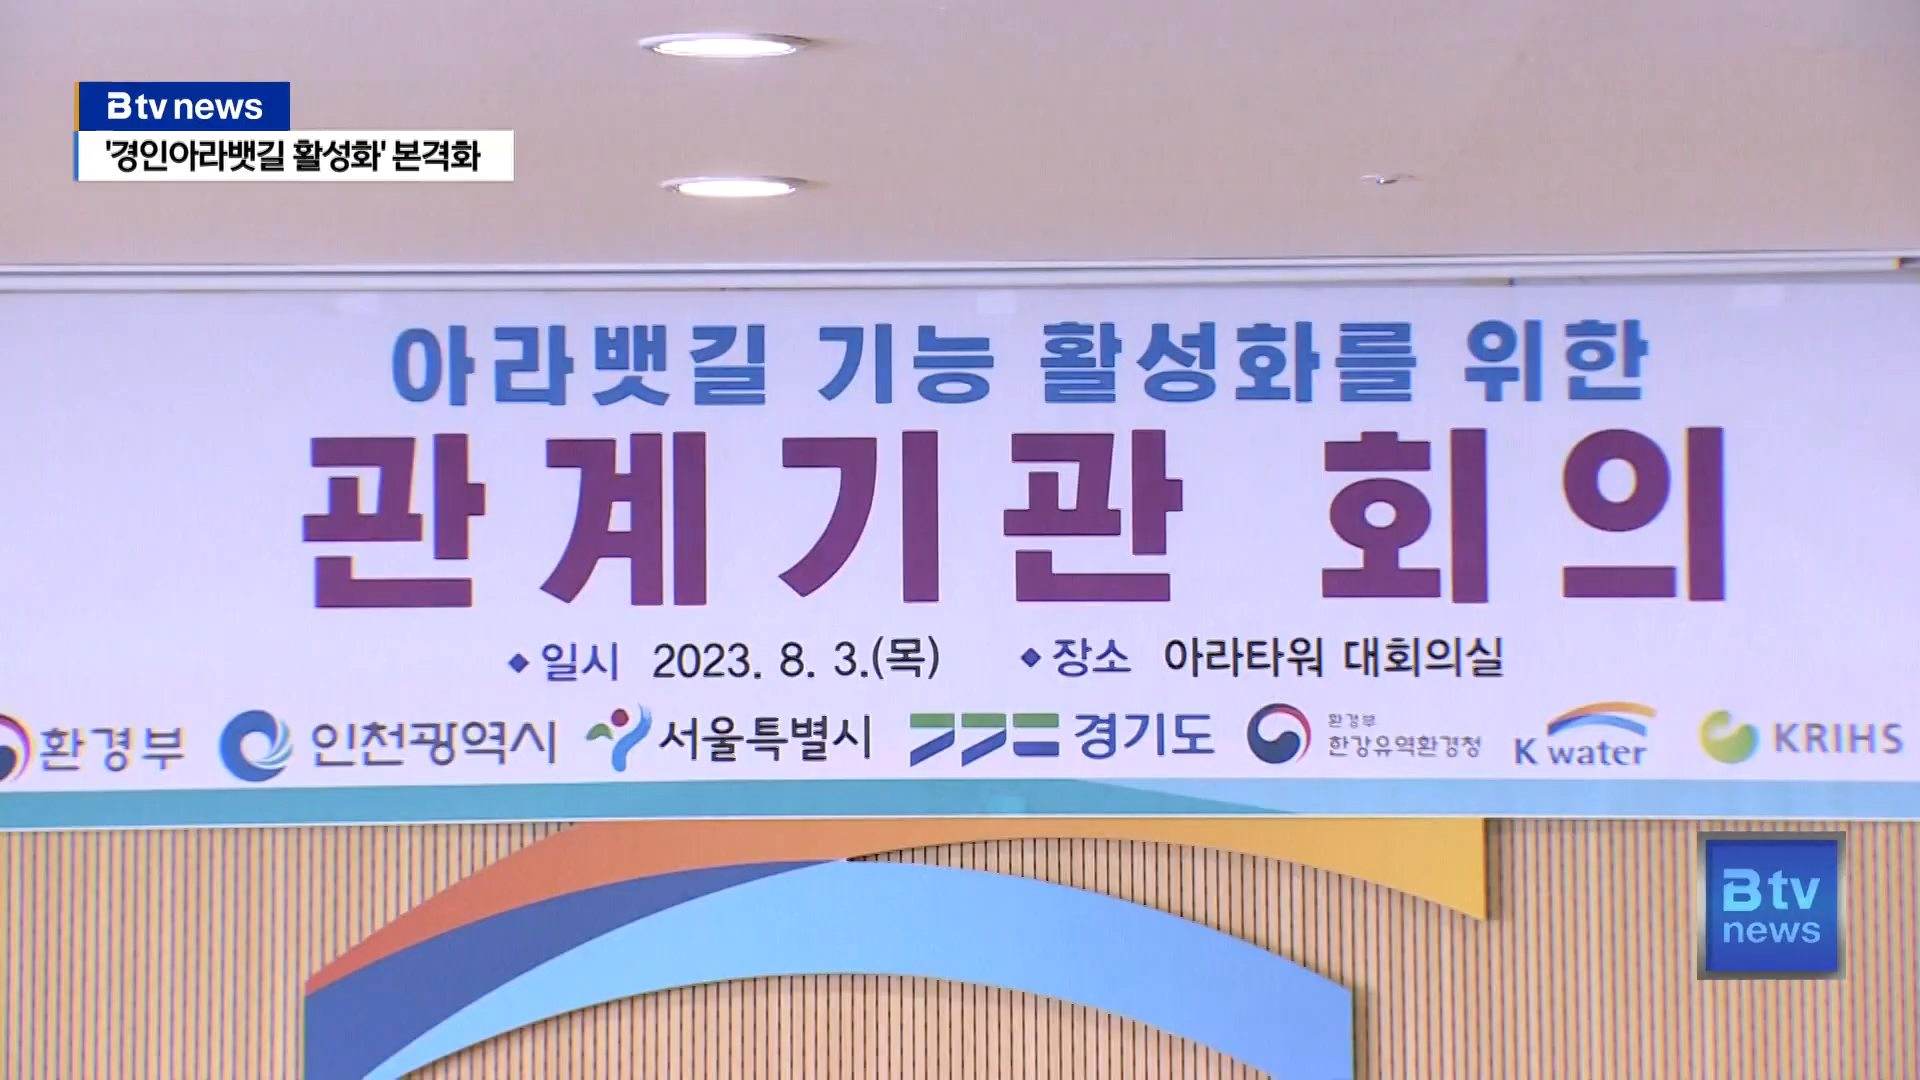 B tv news
'경인아라뱃길 활성화' 본격화
아라뱃길 기능 활성화를 위한
관계기관 회의
◆ 일시 2023. 8. 3.(목) ◆ 장소 아라타워 대회의실
환경부 인천광역시 서울특별시 경기도 환경부 한강유역환경청 K water KRIHS
B tv
news